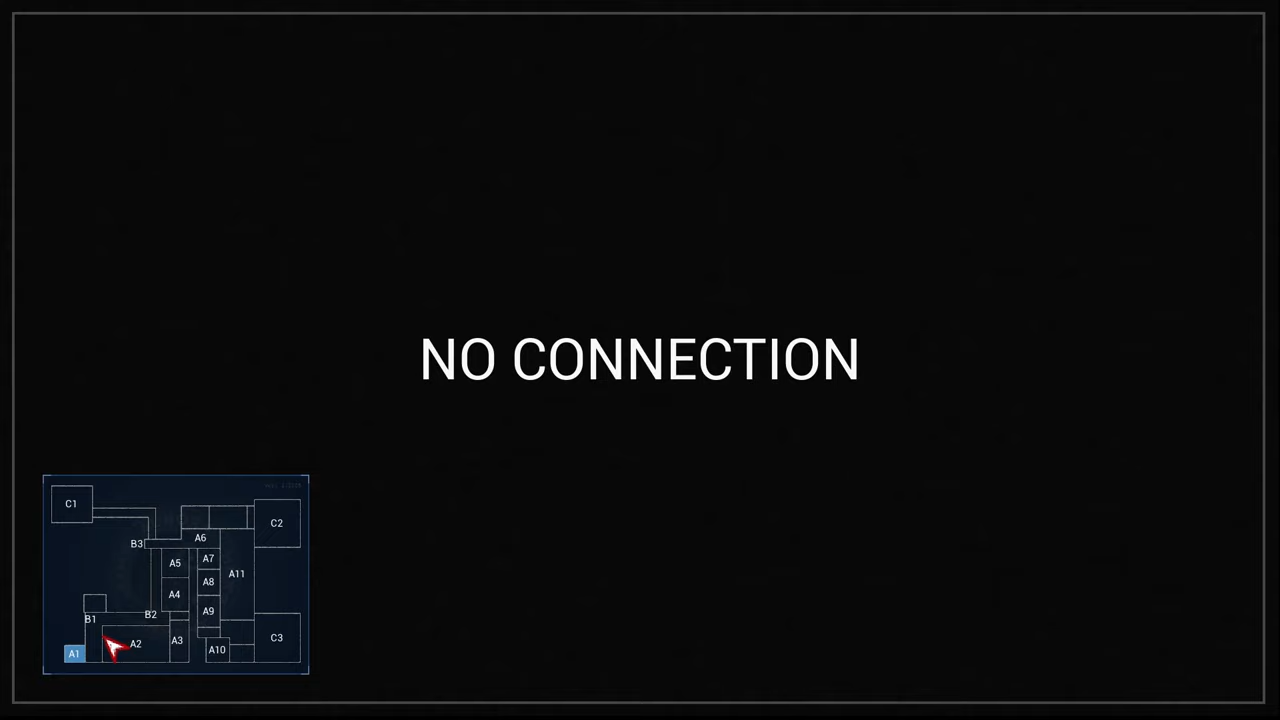 NO CONNECTION
C1
C2
A6
B3
A7
A5
A11
A8
A4
A9
B2
B1
C3
A3
A2
A10
A1